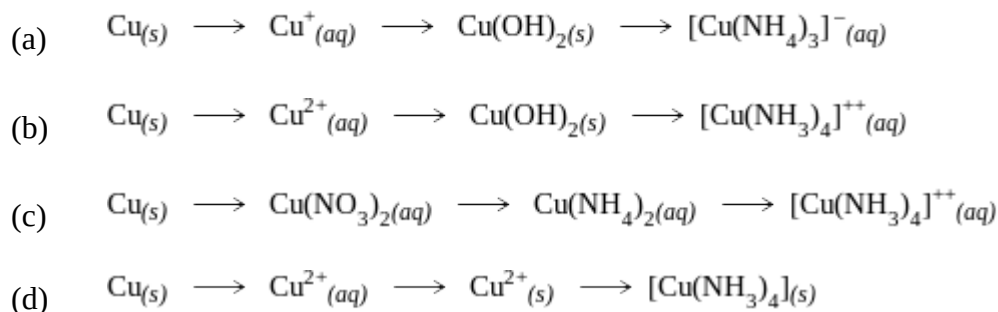 (a) Cu(s) ⟶ Cu⁺(aq) ⟶ Cu(OH)₂(s) ⟶ [Cu(NH₄)₃]⁻(aq)
(b) Cu(s) ⟶ Cu²⁺(aq) ⟶ Cu(OH)₂(s) ⟶ [Cu(NH₃)₄]⁺⁺(aq)
(c) Cu(s) ⟶ Cu(NO₃)₂(aq) ⟶ Cu(NH₄)₂(aq) ⟶ [Cu(NH₃)₄]⁺⁺(aq)
(d) Cu(s) ⟶ Cu²⁺(aq) ⟶ Cu²⁺(s) ⟶ [Cu(NH₃)₄](s)